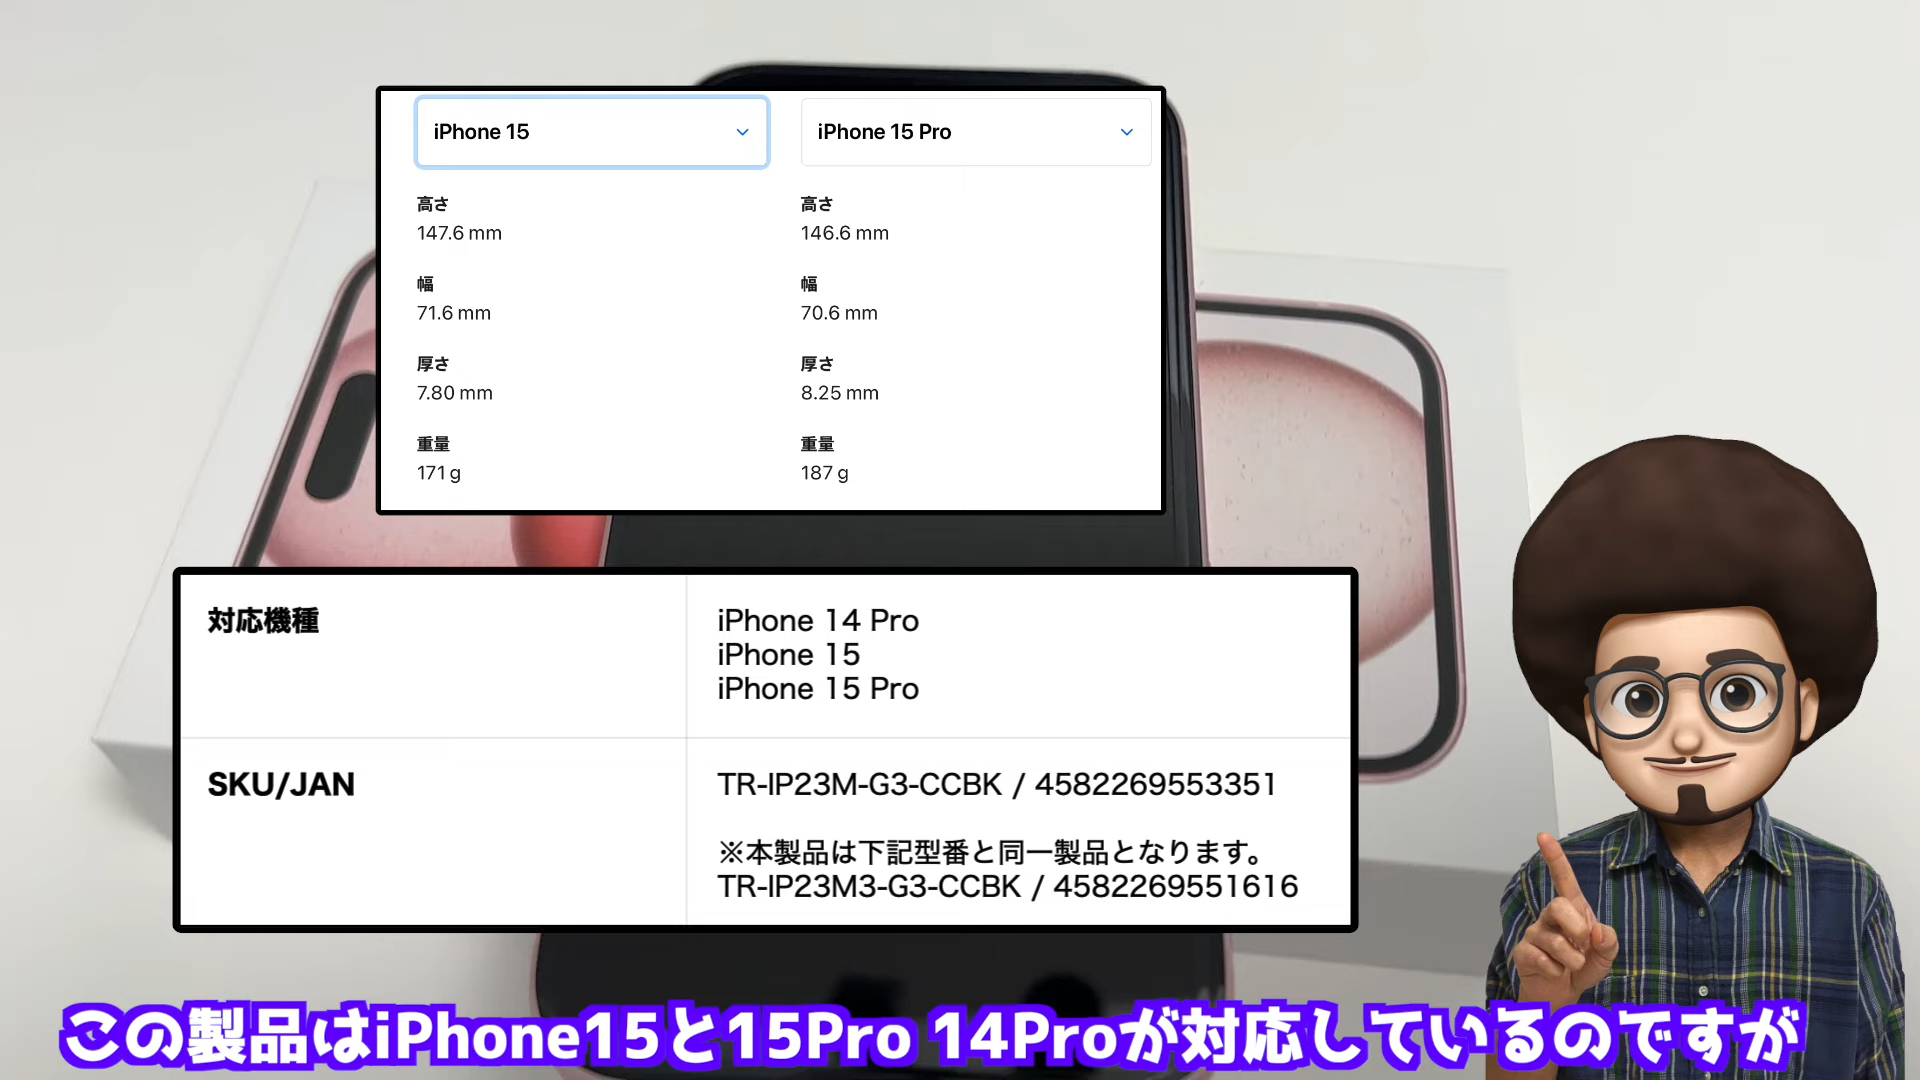 iPhone 15
iPhone 15 Pro
高さ
147.6 mm
高さ
146.6 mm
幅
71.6 mm
幅
70.6 mm
厚さ
7.80 mm
厚さ
8.25 mm
重量
171 g
重量
187 g
対応機種
iPhone 14 Pro
iPhone 15
iPhone 15 Pro
SKU/JAN
TR-IP23M-G3-CCBK / 4582269553351
※本製品は下記型番と同一製品となります。
TR-IP23M3-G3-CCBK / 4582269551616
この製品はiPhone15と15Pro 14Proが対応しているのですが